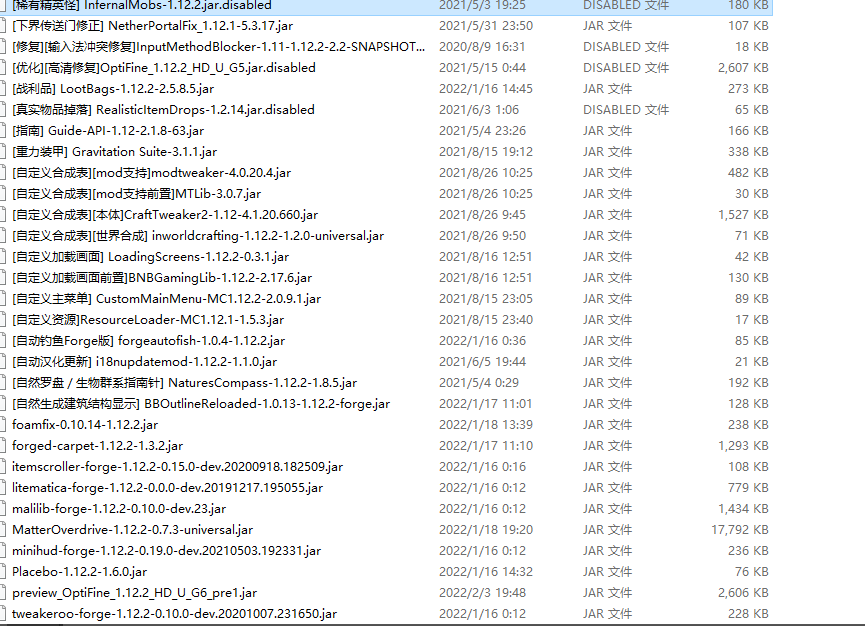 [稀有精英怪] InfernalMobs-1.12.2.jar.disabled 2021/5/3 19:25 DISABLED 文件 180 KB
[下界传送门修正] NetherPortalFix_1.12.1-5.3.17.jar 2021/5/31 23:50 JAR 文件 107 KB
[修复][输入法冲突修复]InputMethodBlocker-1.11-1.12.2-2.2-SNAPSHOT... 2020/8/9 16:31 DISABLED 文件 18 KB
[优化][高清修复]OptiFine_1.12.2_HD_U_G5.jar.disabled 2021/5/15 0:44 DISABLED 文件 2,607 KB
[战利品] LootBags-1.12.2-2.5.8.5.jar 2022/1/16 14:45 JAR 文件 273 KB
[真实物品掉落] RealisticItemDrops-1.2.14.jar.disabled 2021/6/3 1:06 DISABLED 文件 65 KB
[指南] Guide-API-1.12-2.1.8-63.jar 2021/5/4 23:26 JAR 文件 166 KB
[重力装甲] Gravitation Suite-3.1.1.jar 2021/8/15 19:12 JAR 文件 338 KB
[自定义合成表][mod支持]modtweaker-4.0.20.4.jar 2021/8/26 10:25 JAR 文件 482 KB
[自定义合成表][mod支持前置]MTLib-3.0.7.jar 2021/8/26 10:25 JAR 文件 30 KB
[自定义合成表][本体]CraftTweaker2-1.12-4.1.20.660.jar 2021/8/26 9:45 JAR 文件 1,527 KB
[自定义合成表][世界合成] inworldcrafting-1.12.2-1.2.0-universal.jar 2021/8/26 9:50 JAR 文件 71 KB
[自定义加载画面] LoadingScreens-1.12.2-0.3.1.jar 2021/8/16 12:51 JAR 文件 42 KB
[自定义加载画面前置]BNBGamingLib-1.12.2-2.17.6.jar 2021/8/16 12:51 JAR 文件 130 KB
[自定义主菜单] CustomMainMenu-MC1.12.2-2.0.9.1.jar 2021/8/15 23:05 JAR 文件 89 KB
[自定义资源]ResourceLoader-MC1.12.1-1.5.3.jar 2021/8/15 23:40 JAR 文件 17 KB
[自动钓鱼Forge版] forgeautofish-1.0.4-1.12.2.jar 2022/1/16 0:36 JAR 文件 85 KB
[自动汉化更新] i18nupdatemod-1.12.2-1.1.0.jar 2021/6/5 19:44 JAR 文件 21 KB
[自然罗盘 / 生物群系指南针] NaturesCompass-1.12.2-1.8.5.jar 2021/5/4 0:29 JAR 文件 192 KB
[自然生成建筑结构显示] BBOutlineReloaded-1.0.13-1.12.2-forge.jar 2022/1/17 11:01 JAR 文件 128 KB
foamfix-0.10.14-1.12.2.jar 2022/1/18 13:39 JAR 文件 238 KB
forged-carpet-1.12.2-1.3.2.jar 2022/1/17 11:10 JAR 文件 1,293 KB
itemscroller-forge-1.12.2-0.15.0-dev.20200918.182509.jar 2022/1/16 0:16 JAR 文件 108 KB
litematica-forge-1.12.2-0.0.0-dev.20191217.195055.jar 2022/1/16 0:12 JAR 文件 779 KB
malilib-forge-1.12.2-0.10.0-dev.23.jar 2022/1/16 0:12 JAR 文件 1,434 KB
MatterOverdrive-1.12.2-0.7.3-universal.jar 2022/1/18 19:20 JAR 文件 17,792 KB
minihud-forge-1.12.2-0.19.0-dev.20210503.192331.jar 2022/1/16 0:12 JAR 文件 236 KB
Placebo-1.12.2-1.6.0.jar 2022/1/16 14:32 JAR 文件 76 KB
preview_OptiFine_1.12.2_HD_U_G6_pre1.jar 2022/2/3 19:48 JAR 文件 2,606 KB
tweakeroo-forge-1.12.2-0.10.0-dev.20201007.231650.jar 2022/1/16 0:12 JAR 文件 228 KB